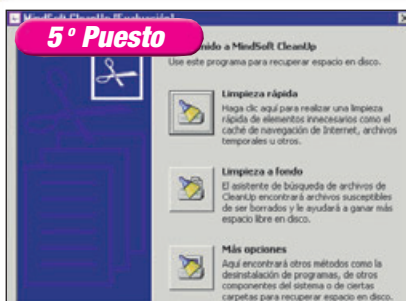 MindSoft CleanUp [Evaluación]
5º Puesto
nido a MindSoft CleanUp
Use este programa para recuperar espacio en disco.
Limpieza rápida
Haga clic aquí para realizar una limpieza
rápida de elementos innecesarios como el
caché de navegación de Internet, archivos
temporales u otros.
Limpieza a fondo
El asistente de búsqueda de archivos de
CleanUp encontrará archivos susceptibles
de ser borrados y le ayudará a ganar más
espacio libre en disco.
Más opciones
Aquí encontrará otros métodos como la
desinstalación de programas, de otros
componentes del sistema o de ciertas
carpetas para recuperar espacio en disco.